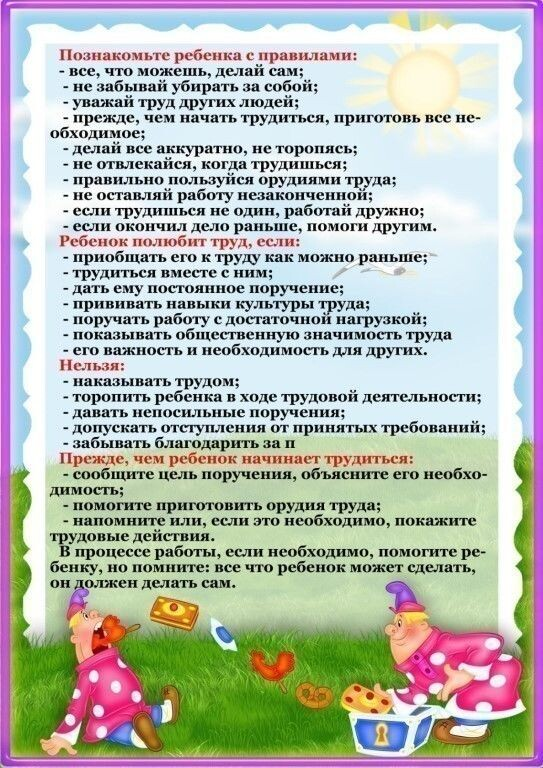 Познакомьте ребенка с правилами:
- все, что можешь, делай сам;
- не забывай убирать за собой;
- уважай труд других людей;
- прежде, чем начать трудиться, приготовь все не-
обходимое;
- делай все аккуратно, не торопясь;
- не отвлекайся, когда трудишься;
- правильно пользуйся орудиями труда;
- не оставляй работу незаконченной;
- если трудишься не один, работай дружно;
- если окончил дело раньше, помоги другим.
Ребенок полюбит труд, если:
- приобщать его к труду как можно раньше;
- трудиться вместе с ним;
- дать ему постоянное поручение;
- прививать навыки культуры труда;
- поручать работу с достаточной нагрузкой;
- показывать общественную значимость труда
- его важность и необходимость для других.
Нельзя:
- наказывать трудом;
- торопить ребенка в ходе трудовой деятельности;
- давать непосильные поручения;
- допускать отступления от принятых требований;
- забывать благодарить за п
Прежде, чем ребенок начинает трудиться:
- сообщите цель поручения, объясните его необхо-
димость;
- помогите приготовить орудия труда;
- напомните или, если это необходимо, покажите
трудовые действия.
В процессе работы, если необходимо, помогите ре-
бенку, но помните: все что ребенок может сделать,
он должен делать сам.